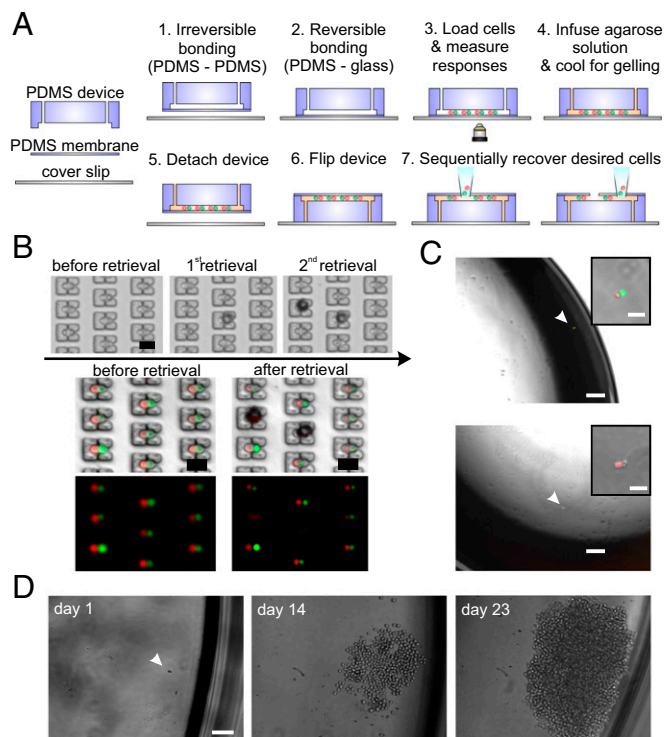 A
1. Irreversible
bonding
(PDMS - PDMS)
2. Reversible
bonding
(PDMS - glass)
3. Load cells
& measure
responses
4. Infuse agarose
solution
& cool for gelling
PDMS device
PDMS membrane
cover slip
5. Detach device
6. Flip device
7. Sequentially recover desired cells
B
before retrieval
1st retrieval
2nd retrieval
before retrieval
after retrieval
C
D
day 1
day 14
day 23